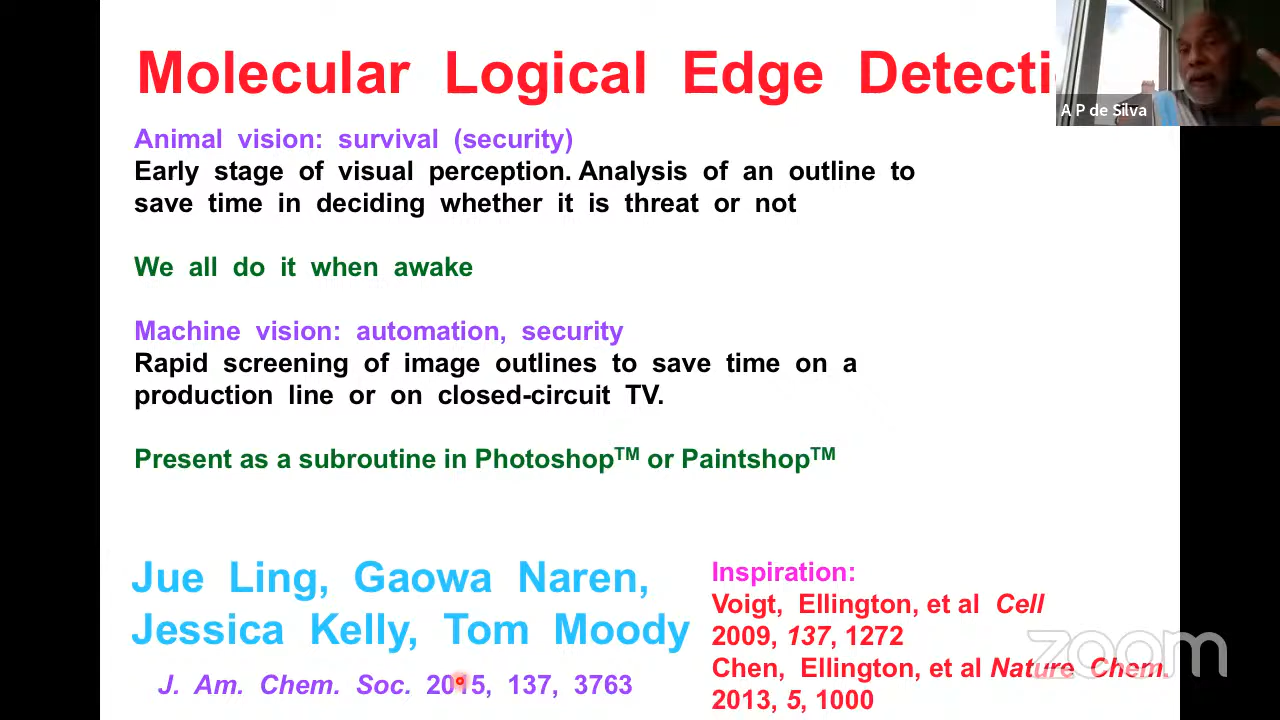 Molecular Logical Edge Detecti
A P de Silva
Animal vision: survival (security)
Early stage of visual perception. Analysis of an outline to
save time in deciding whether it is threat or not
We all do it when awake
Machine vision: automation, security
Rapid screening of image outlines to save time on a
production line or on closed-circuit TV.
Present as a subroutine in Photoshop™ or Paintshop™
Jue Ling, Gaowa Naren,
Jessica Kelly, Tom Moody
J. Am. Chem. Soc. 2015, 137, 3763
Inspiration:
Voigt, Ellington, et al Cell
2009, 137, 1272
Chen, Ellington, et al Nature Chem.
2013, 5, 1000
zoom